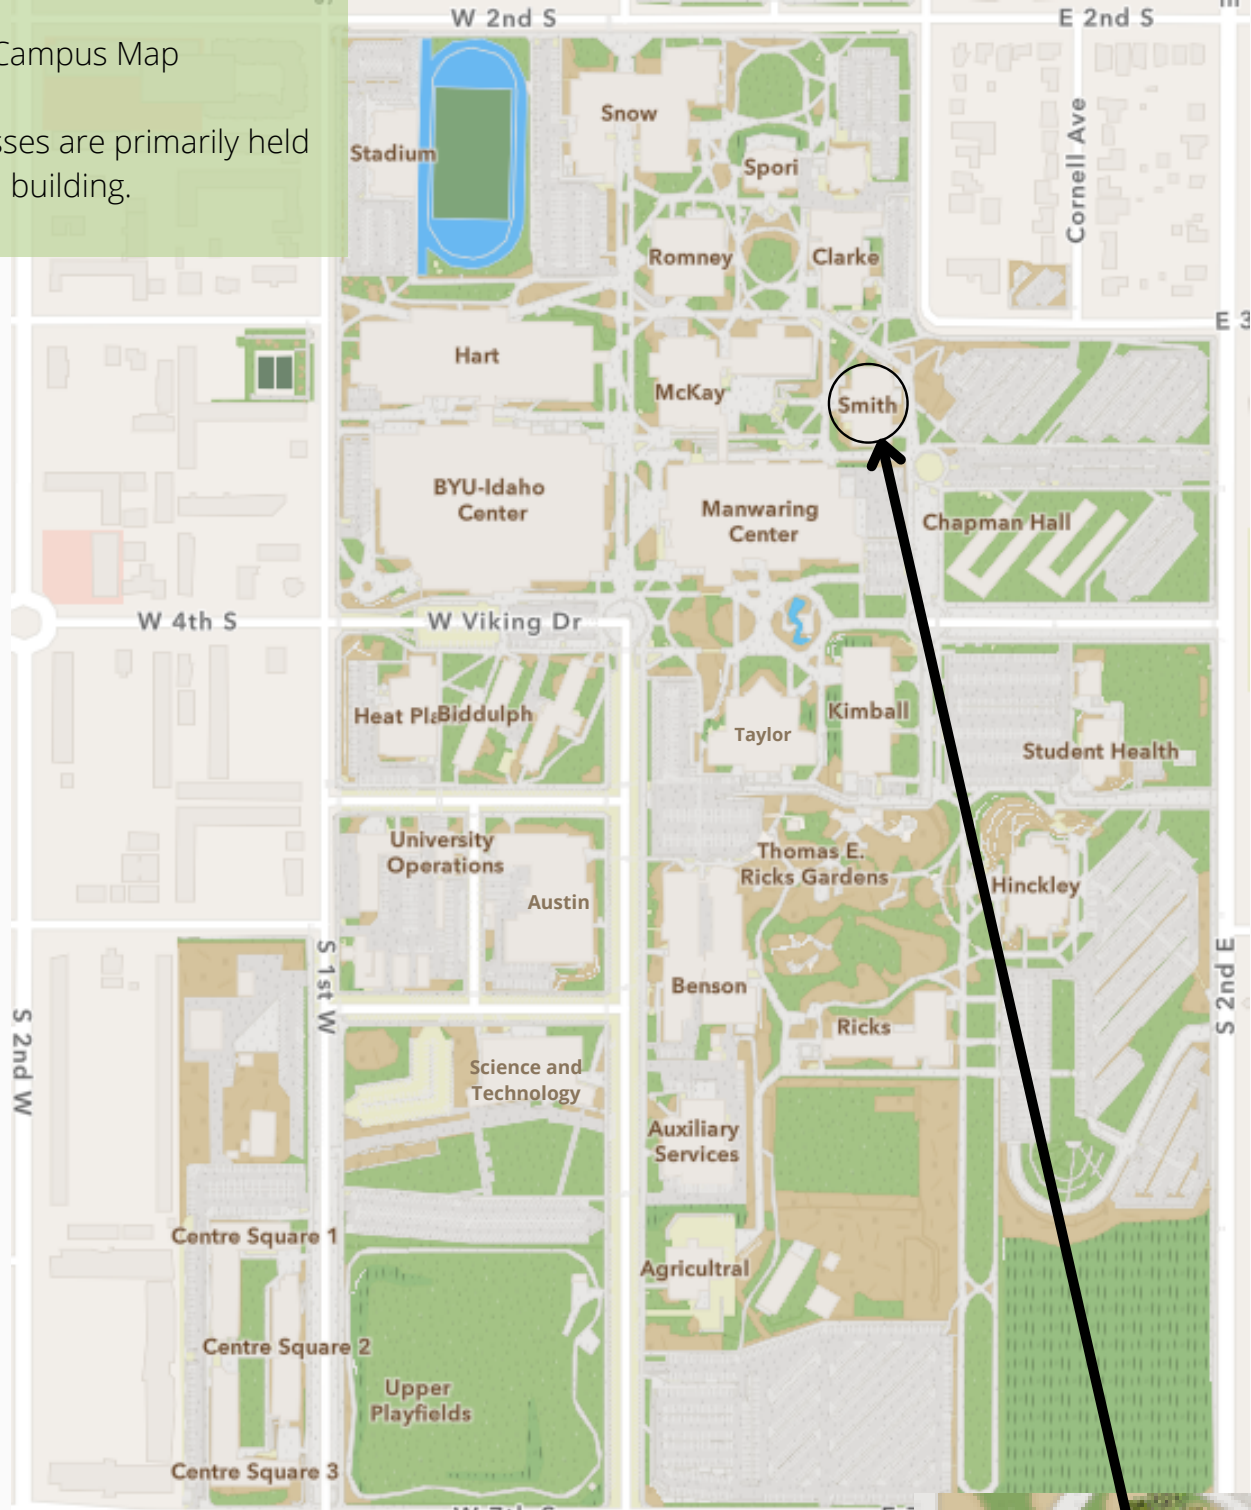 W 2nd S
E 2nd S
Campus Map
sses are primarily held
building.
Cornell Ave
Snow
Stadium
Spori
Romney
Clarke
E 3
Hart
McKay
Smith
BYU-Idaho
Center
Manwaring
Center
Chapman Hall
W 4th S
W Viking Dr
Heat Pla
Biddulph
Kimball
Taylor
Student Health
University
Operations
Austin
Thomas E.
Ricks Gardens
Hinckley
S 1st W
S 2nd E
Benson
S 2nd W
Ricks
Science and
Technology
Auxiliary
Services
Centre Square 1
Agricultral
Centre Square 2
Upper
Playfields
Centre Square 3